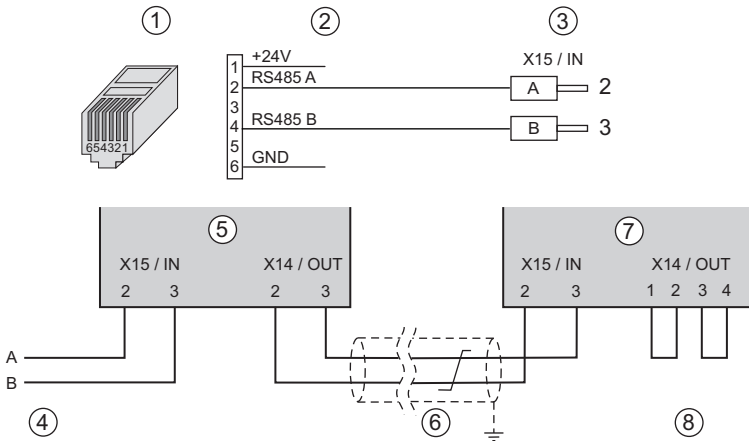 1 2 3
654321
1 +24V
2 RS485 A
3
4 RS485 B
5
6 GND
X15 / IN
A 2
B 3
5 7
X15 / IN X14 / OUT X15 / IN X14 / OUT
2 3 2 3 2 3 1 2 3 4
A
B
4 6 8